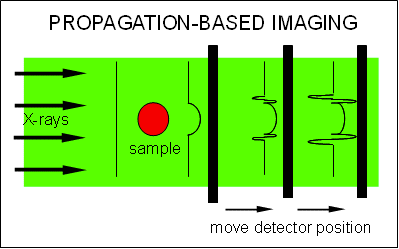 PROPAGATION-BASED IMAGING
X-rays
sample
move detector position